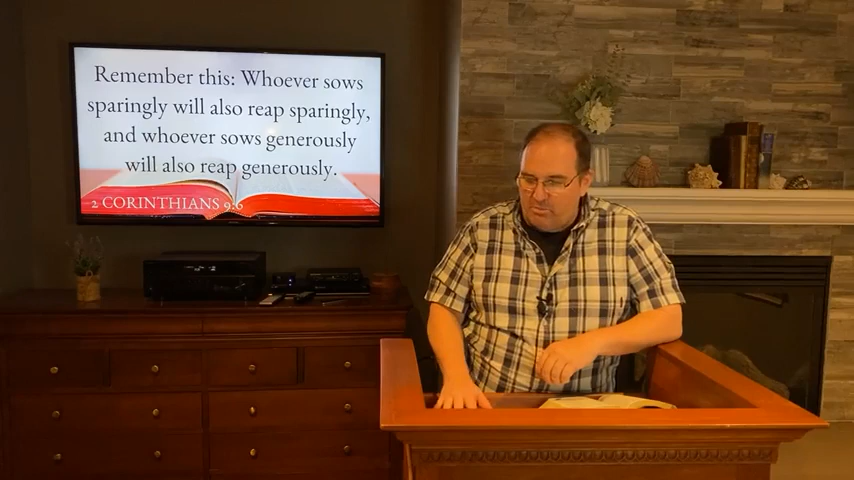 Remember this: Whoever sows
sparingly will also reap sparingly,
and whoever sows generously
will also reap generously.
2 CORINTHIANS 9:6